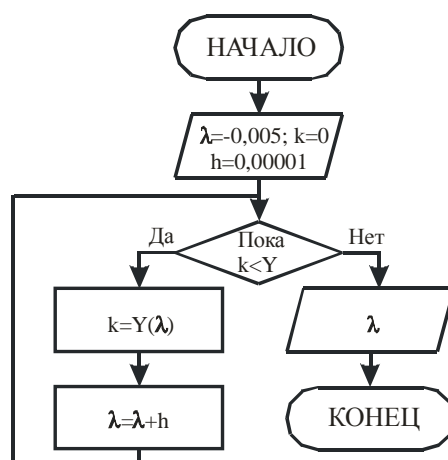 НАЧАЛО
λ=-0,005; k=0
h=0,00001
Да
Пока
k<Y
Нет
k=Y(λ)
λ
λ=λ+h
КОНЕЦ